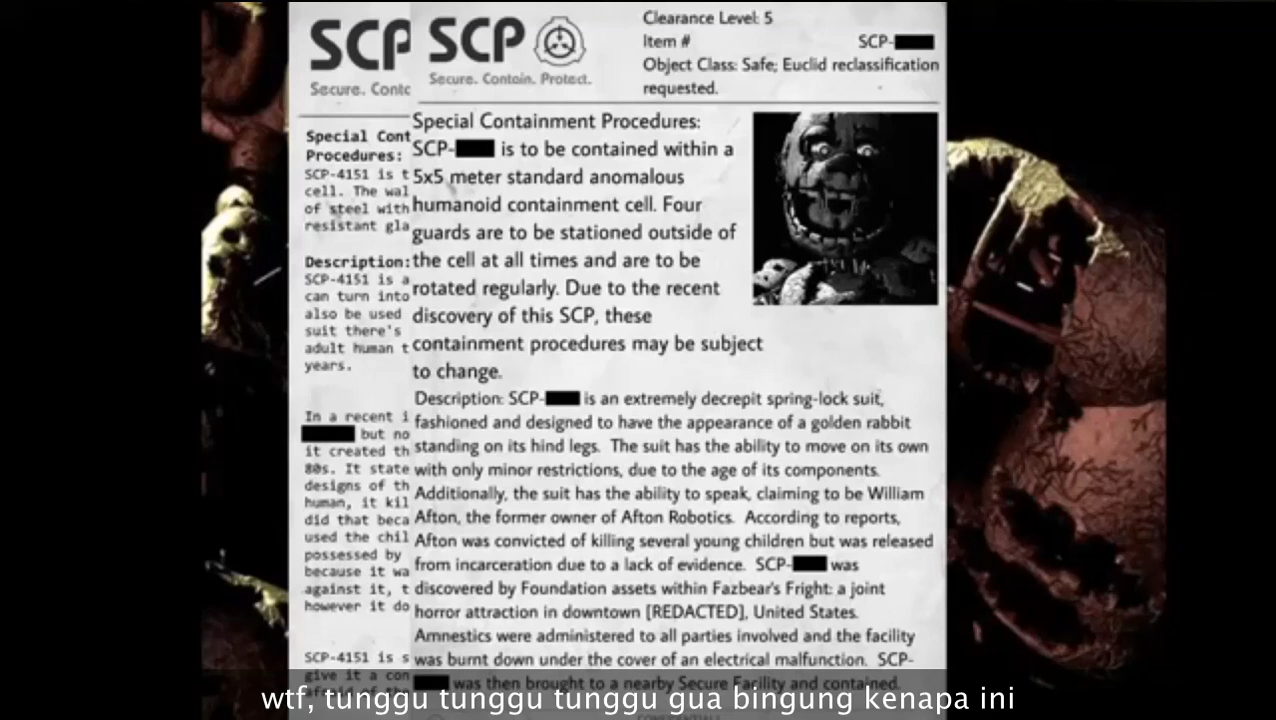 SCP
Secure. Contc
Special Cont
Procedures:
SCP-4151 is t
cell. The wal
of steel with
resistant gla
Description:
SCP-4151 is a
can turn into
also be used
suit there's
adult human t
years.
In a recent i
but no
it created th
80s. It state
designs of th
human, it kil
did that beca
used the chil
possessed by
because it wa
against it, t
however it do
SCP-4151 is s
give it a con
SCP
Secure. Contain. Protect.
Clearance Level: 5
Item # SCP-
Object Class: Safe; Euclid reclassification
requested.
Special Containment Procedures:
SCP- is to be contained within a
5x5 meter standard anomalous
humanoid containment cell. Four
guards are to be stationed outside of
the cell at all times and are to be
rotated regularly. Due to the recent
discovery of this SCP, these
containment procedures may be subject
to change.
Description: SCP- is an extremely decrepit spring-lock suit,
fashioned and designed to have the appearance of a golden rabbit
standing on its hind legs. The suit has the ability to move on its own
with only minor restrictions, due to the age of its components.
Additionally, the suit has the ability to speak, claiming to be William
Afton, the former owner of Afton Robotics. According to reports,
Afton was convicted of killing several young children but was released
from incarceration due to a lack of evidence. SCP- was
discovered by Foundation assets within Fazbear's Fright: a joint
horror attraction in downtown [REDACTED], United States.
Amnestics were administered to all parties involved and the facility
was burnt down under the cover of an electrical malfunction. SCP-
was then brought to a nearby Secure Facility and contained.
wtf, tunggu tunggu tunggu gua bingung kenapa ini